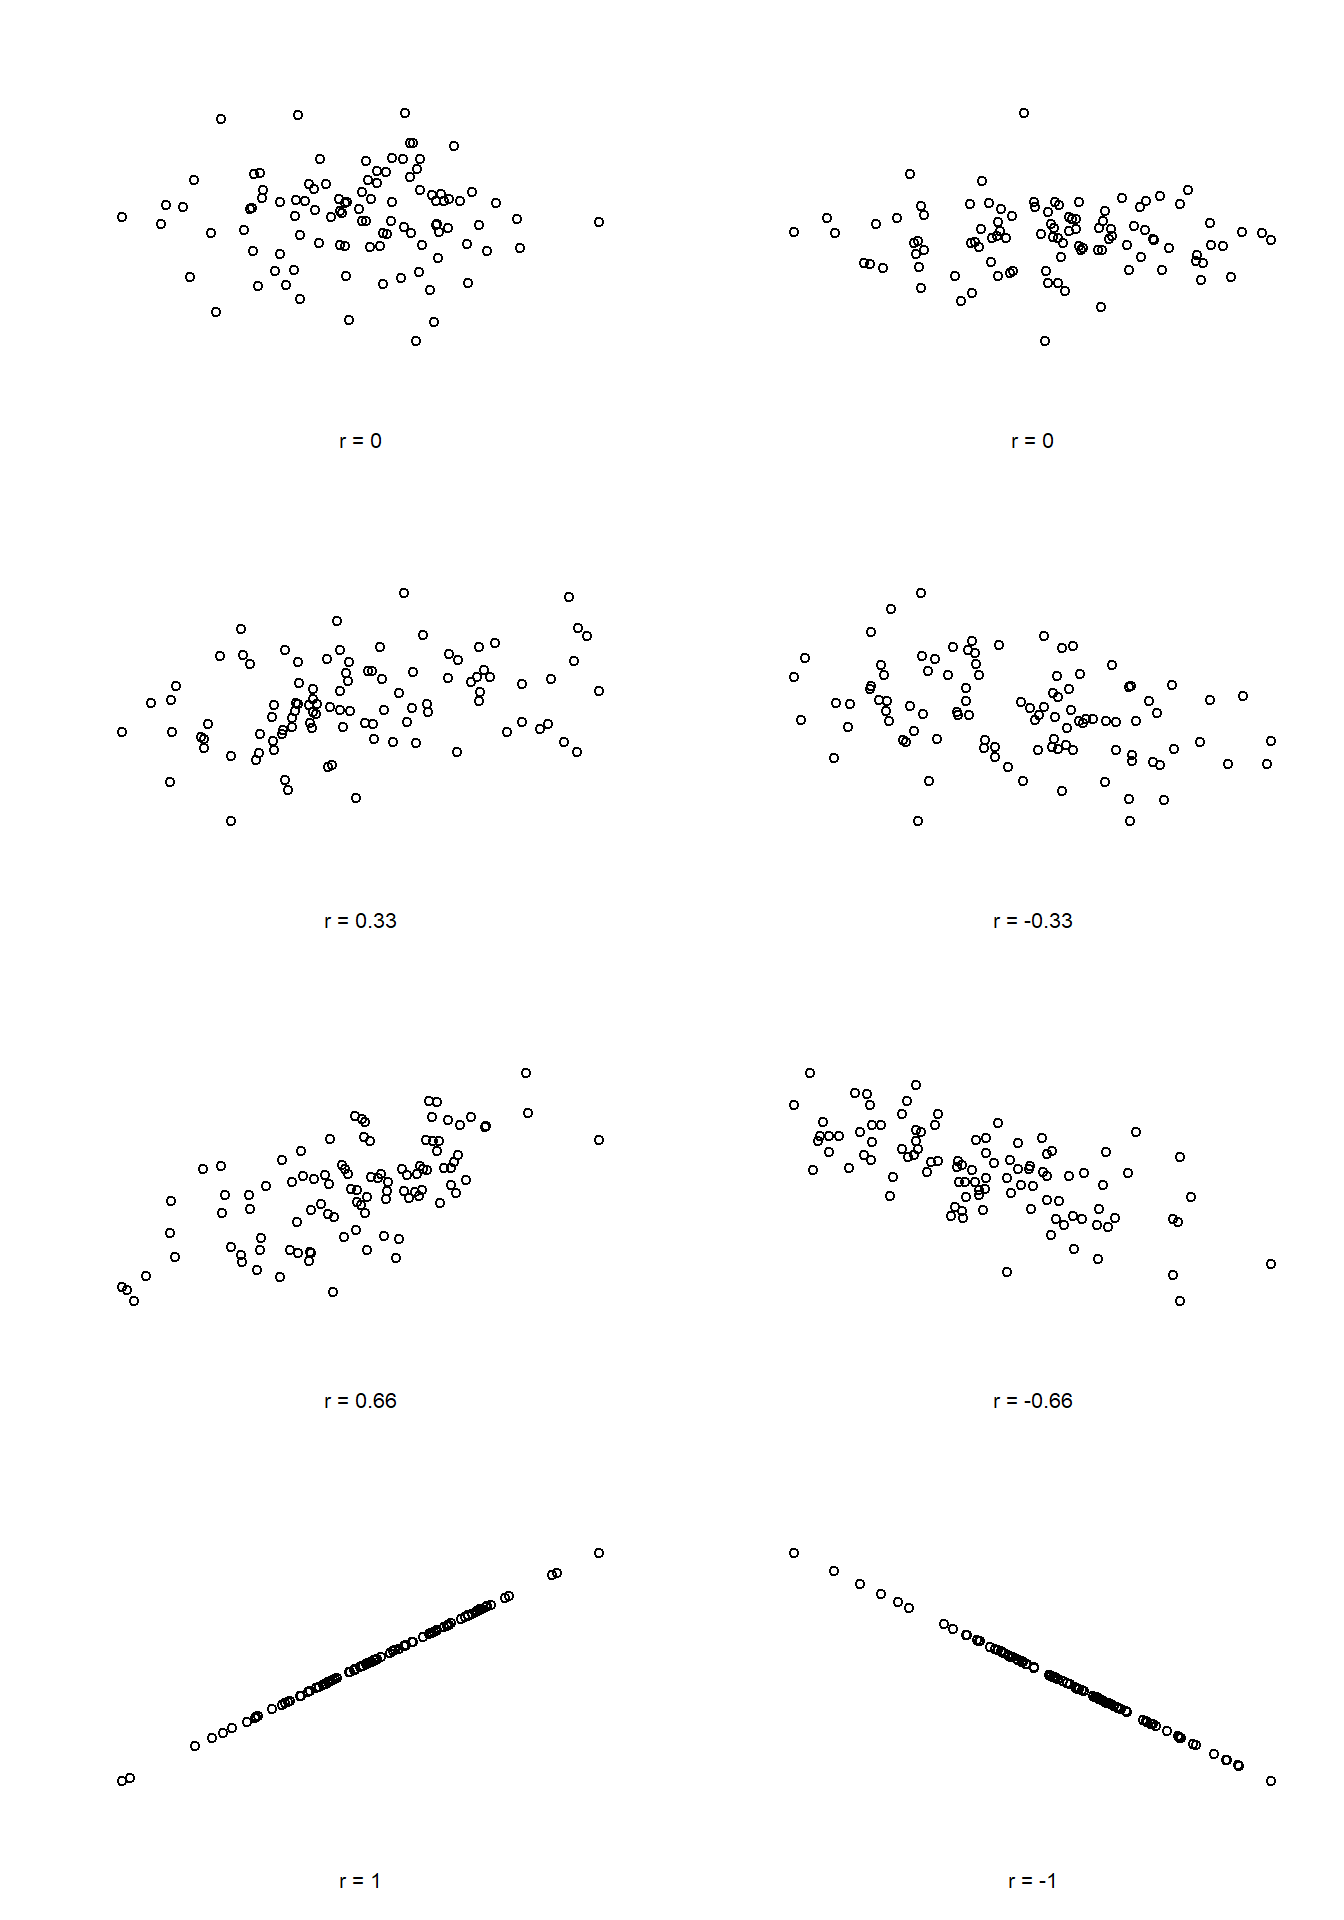 r = 0
r = 0
r = 0.33
r = -0.33
r = 0.66
r = -0.66
r = 1
r = -1